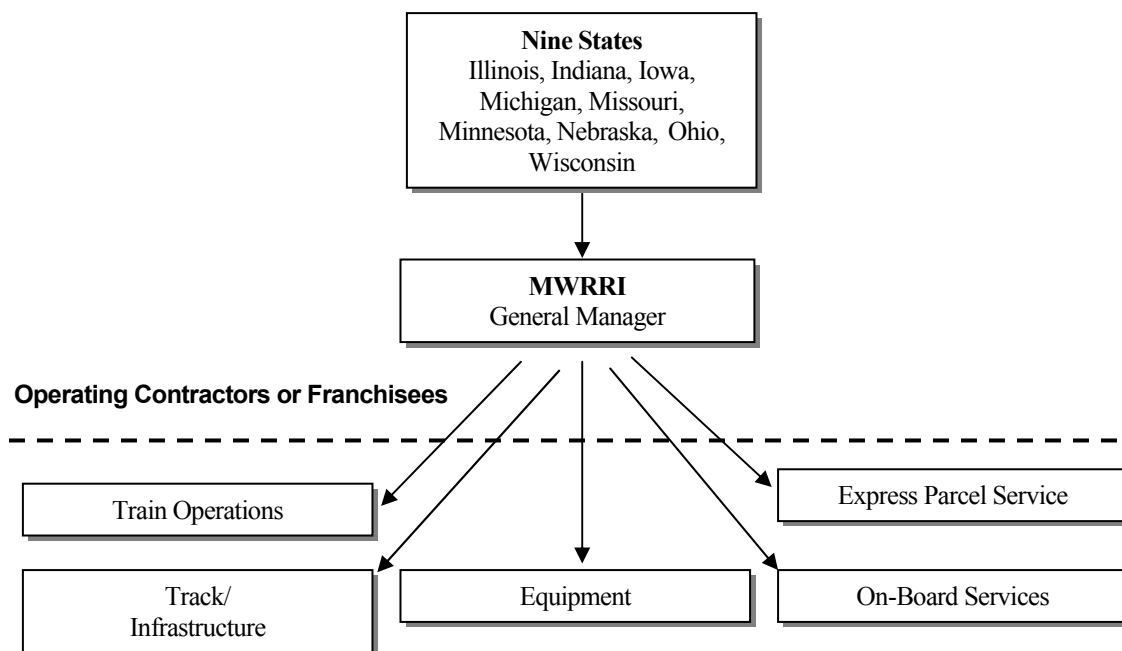 Nine States
Illinois, Indiana, Iowa,
Michigan, Missouri,
Minnesota, Nebraska, Ohio,
Wisconsin
MWRRI
General Manager
Operating Contractors or Franchisees
Train Operations
Express Parcel Service
Track/
Infrastructure
Equipment
On-Board Services